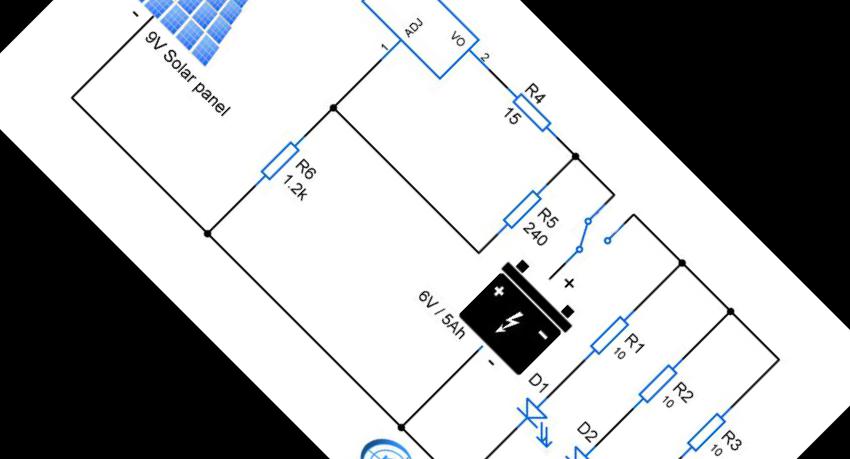 -
9V Solar panel
ADJ
1
VO
2
R4
15
R6
1.2k
R5
240
+
6V / 5Ah
+
-
-
R1
10
R2
10
R3
10
D1
D2